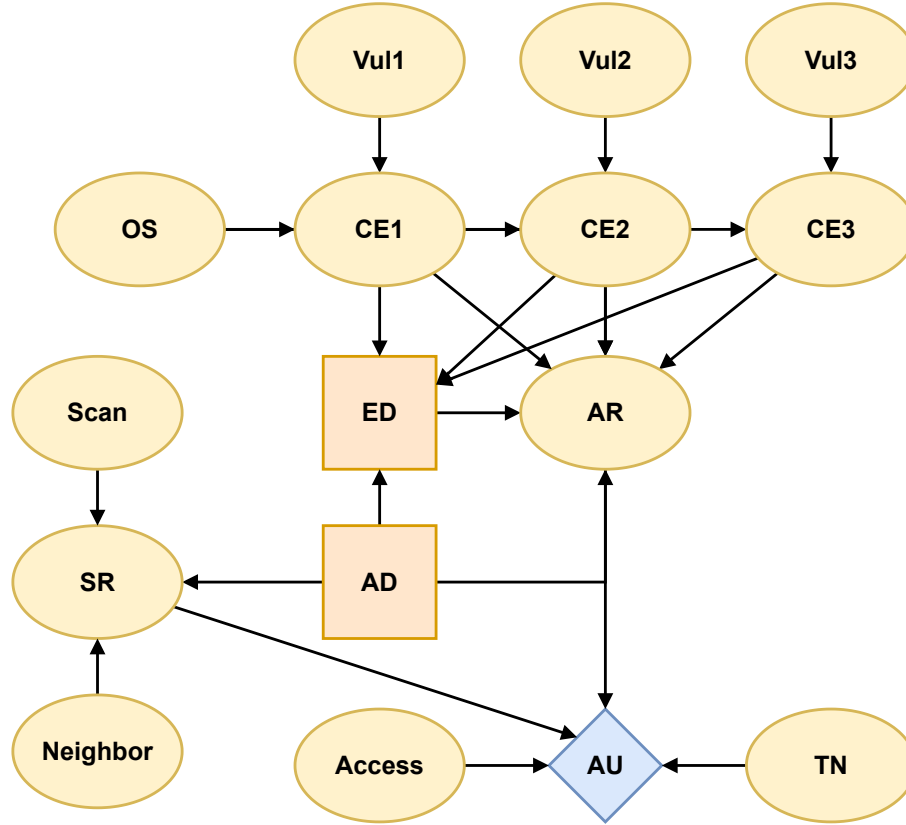 Vul1
Vul2
Vul3
OS
CE1
CE2
CE3
Scan
ED
AR
SR
AD
Neighbor
Access
AU
TN